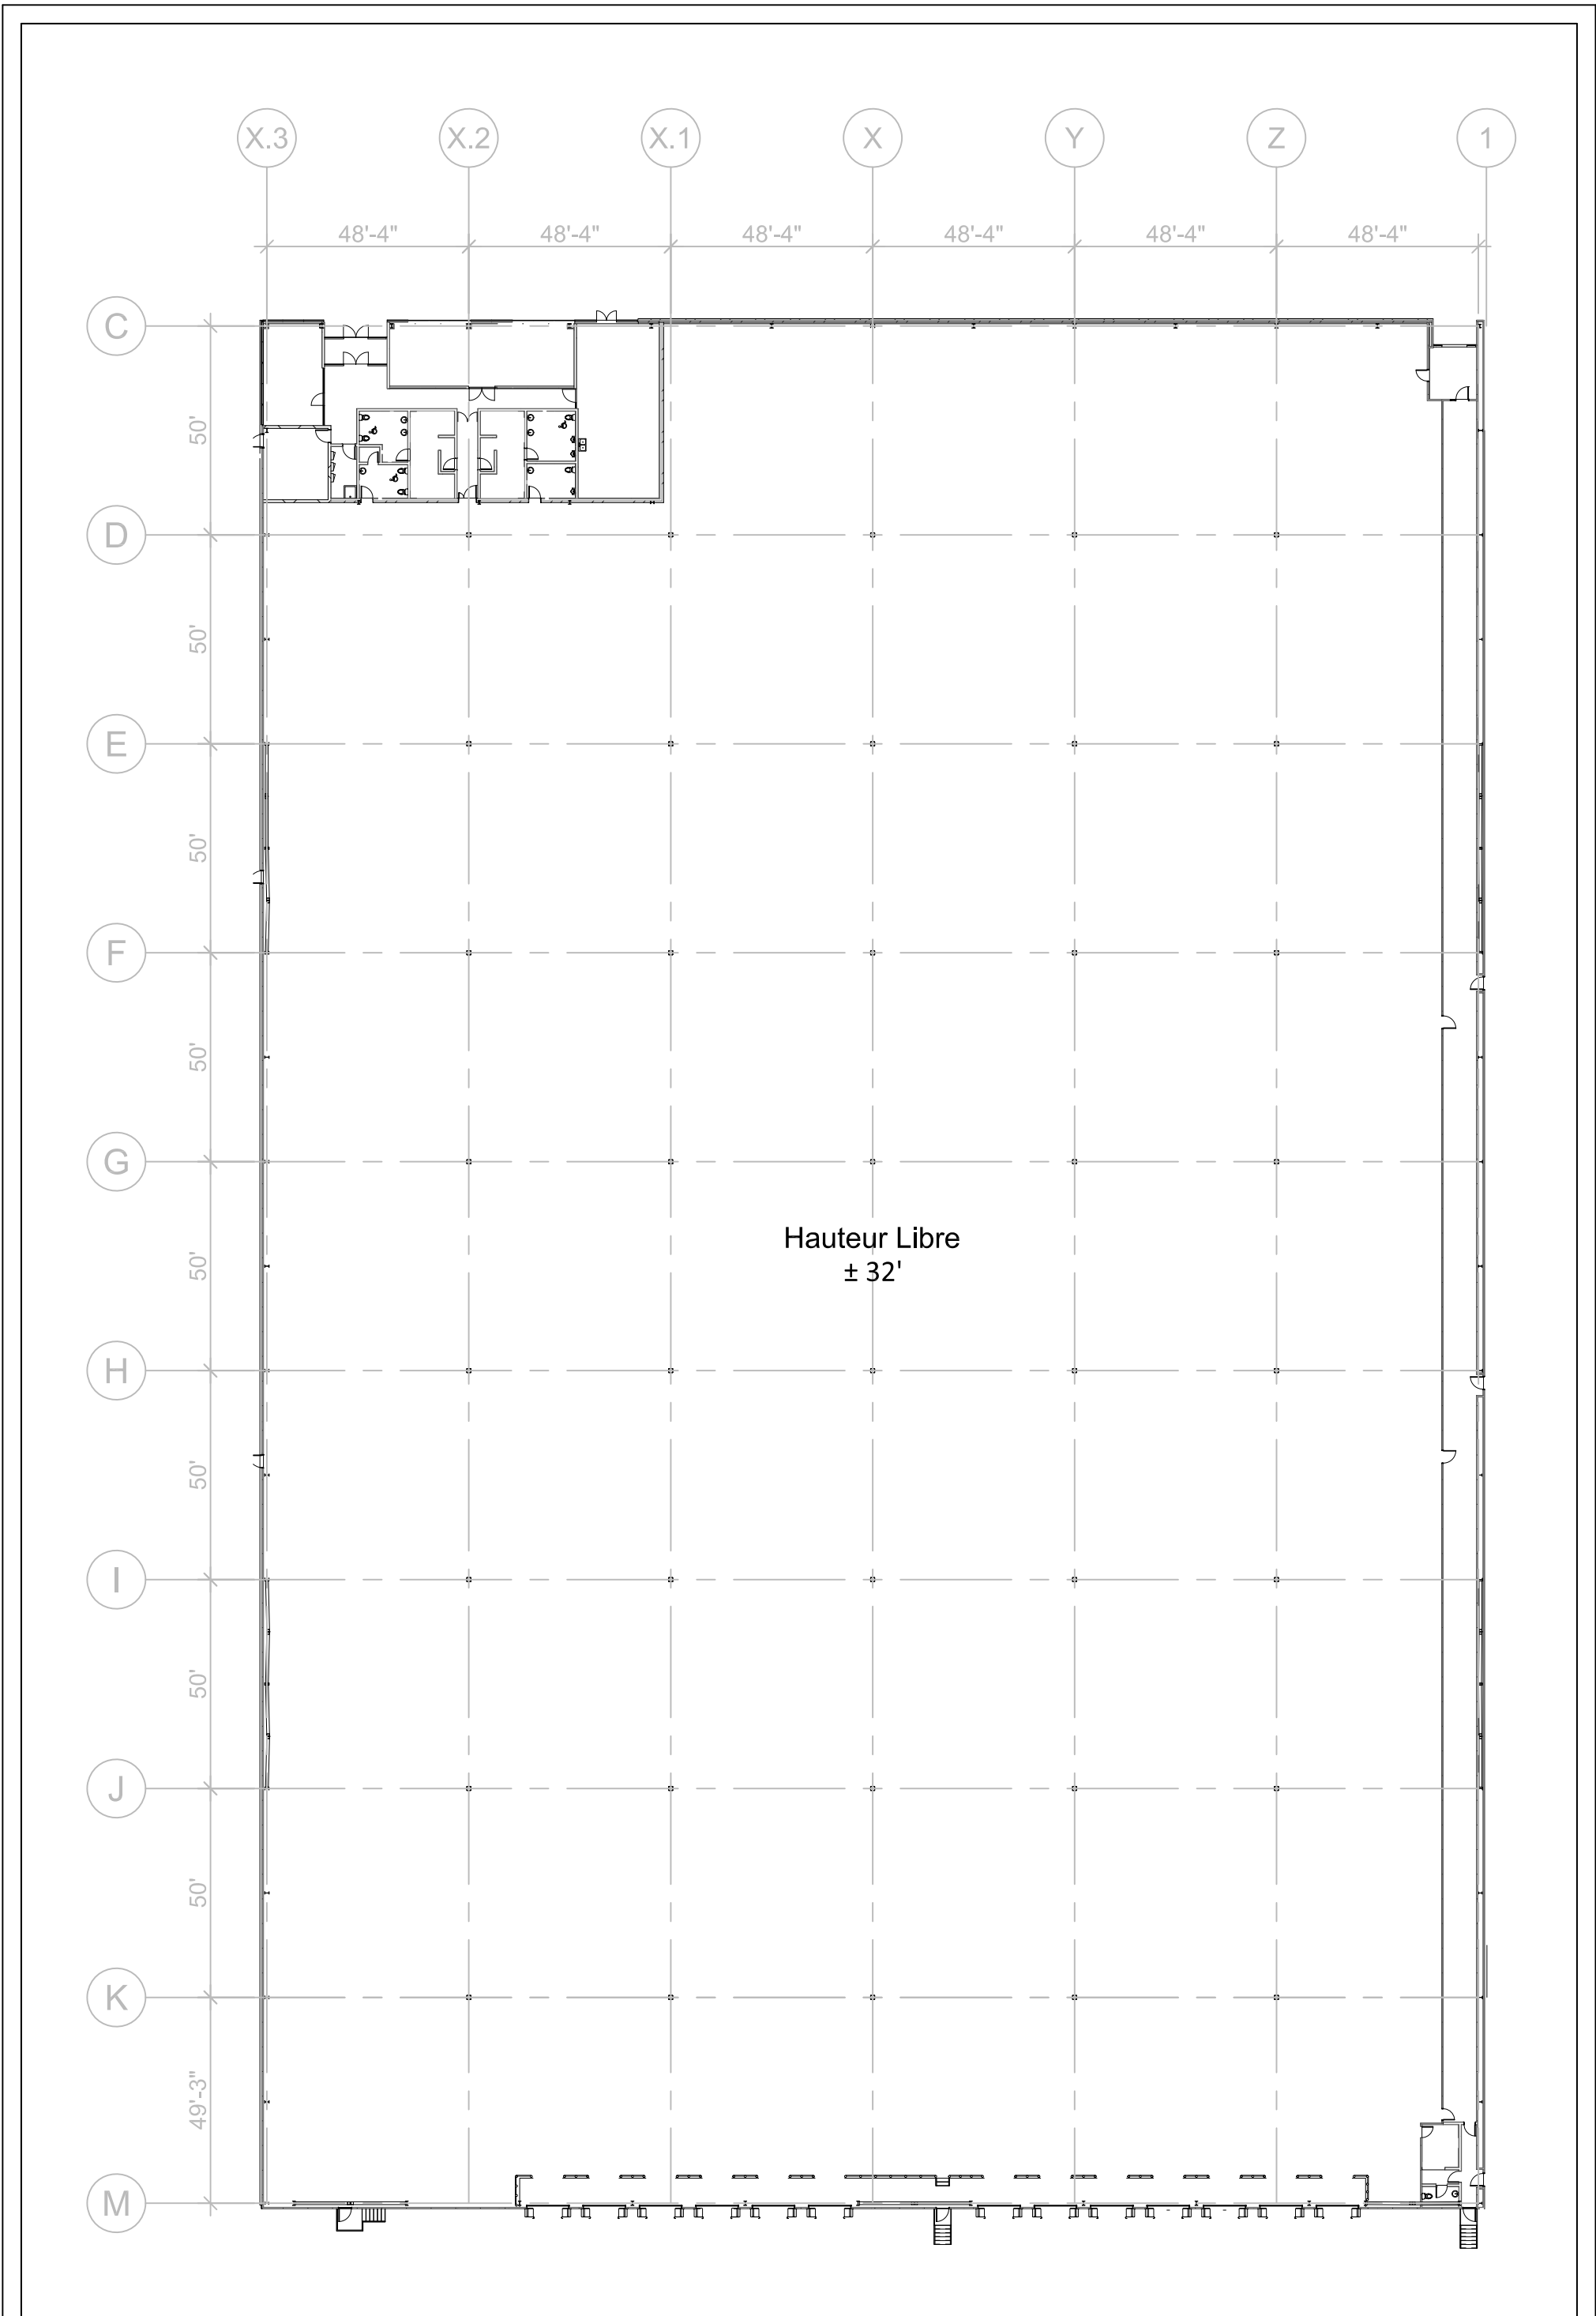 X.3 X.2 X.1 X Y Z 1
48'-4" 48'-4" 48'-4" 48'-4" 48'-4" 48'-4"
C
50'
D
50'
E
50'
F
50'
G
Hauteur Libre
± 32'
50'
H
50'
I
50'
J
50'
K
49'-3"
M